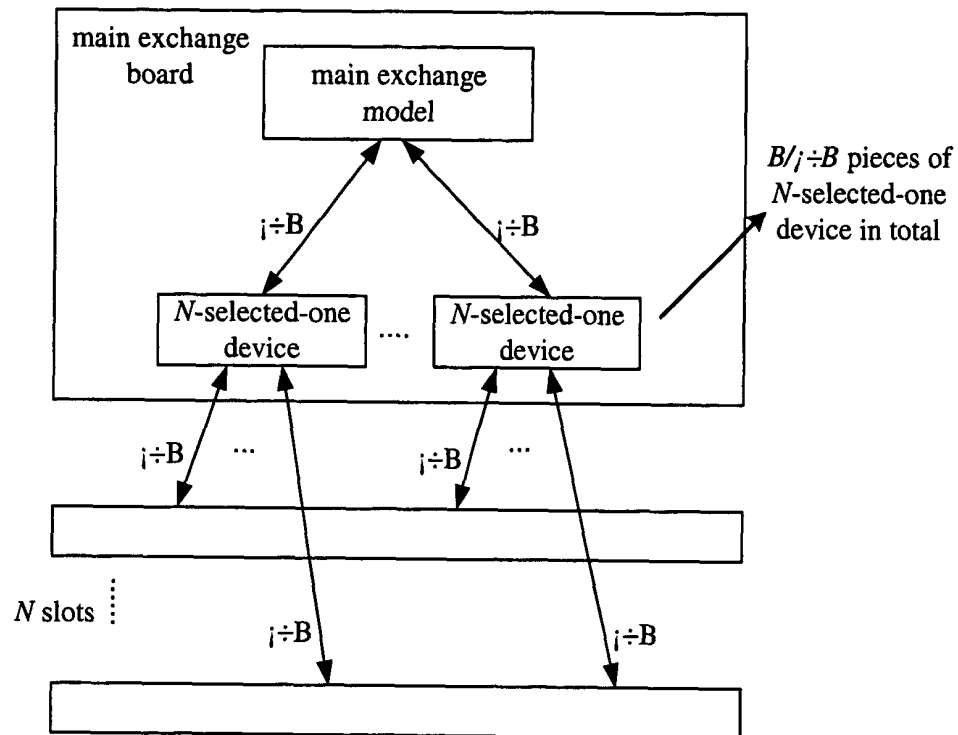 main exchange
board
main exchange
model
B/¡÷B pieces of
N-selected-one
device in total
¡÷B
¡÷B
N-selected-one
device
....
N-selected-one
device
¡÷B
...
¡÷B
...
N slots
¡÷B
¡÷B